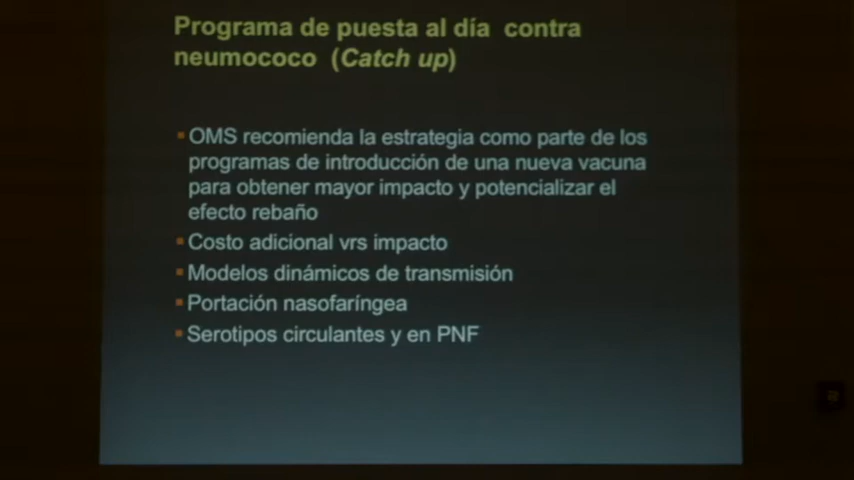 Programa de puesta al día contra
neumococo (Catch up)
OMS recomienda la estrategia como parte de los
programas de introducción de una nueva vacuna
para obtener mayor impacto y potencializar el
efecto rebaño
Costo adicional vrs impacto
Modelos dinámicos de transmisión
Portación nasofaríngea
Serotipos circulantes y en PNF